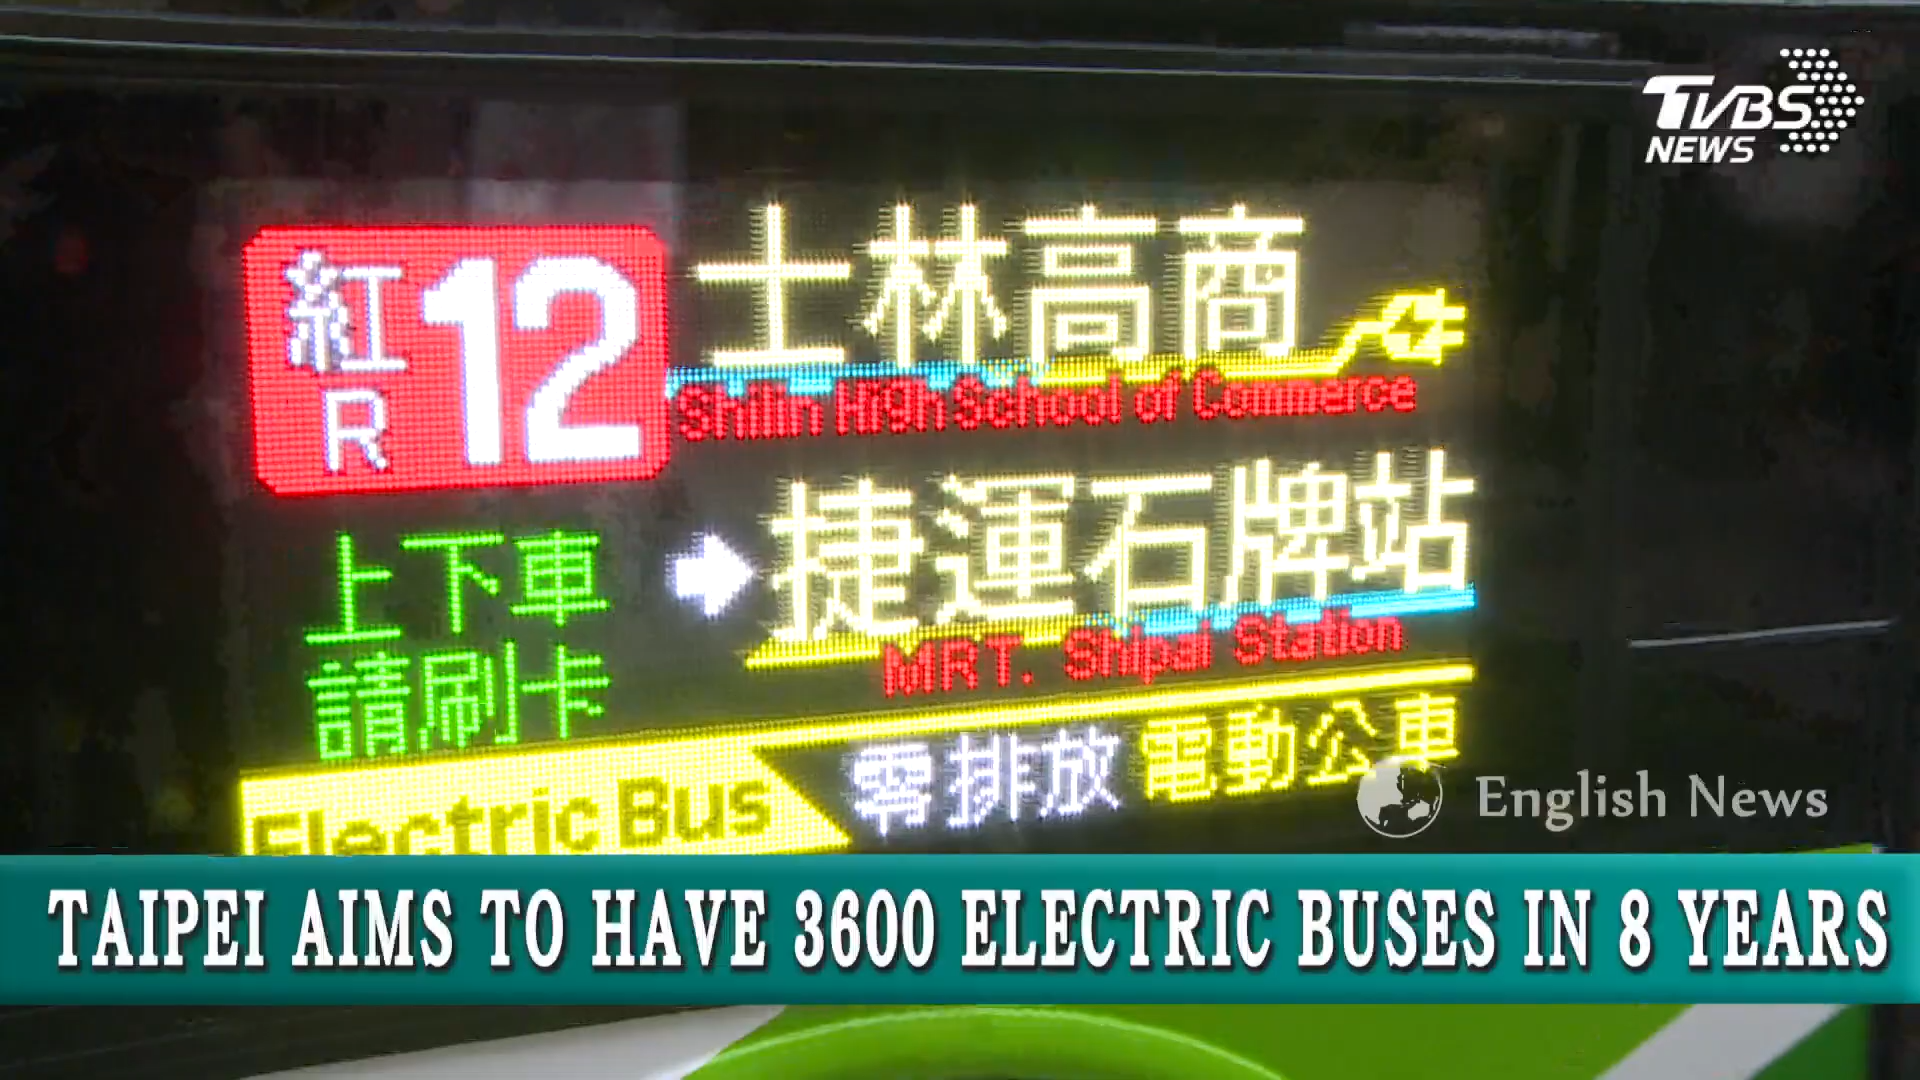 TVBS
NEWS
紅
R
12
士林高商
Shilin High School of Commerce
上下車
請刷卡
捷運石牌站
MRT. Shipai Station
Electric Bus
零排放 電動公車
English News
TAIPEI AIMS TO HAVE 3600 ELECTRIC BUSES IN 8 YEARS